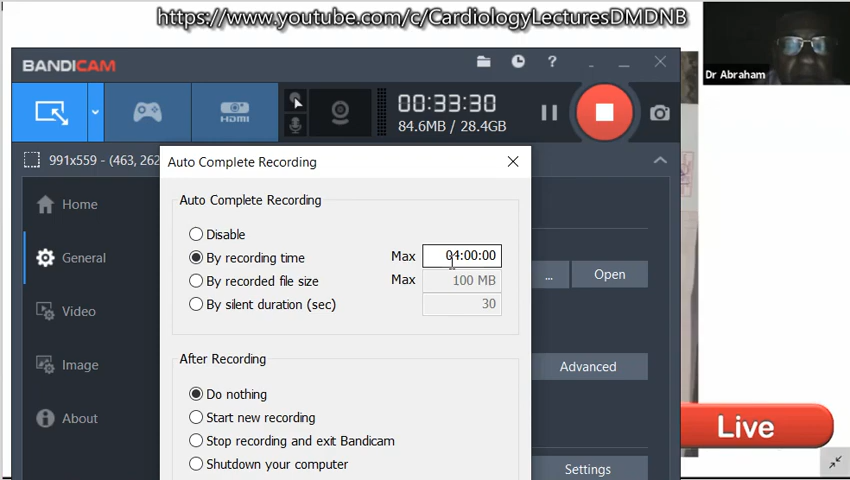 https://www.youtube.com/c/CardiologyLecturesDMDNB
Dr Abraham
BANDICAM
?
HDMI
00:33:30
84.6MB / 28.4GB
991x559 - (463, 262
Auto Complete Recording
Home
General
Video
Image
About
Auto Complete Recording
Disable
By recording time Max 04:00:00
By recorded file size Max 100 MB
By silent duration (sec) 30
After Recording
Do nothing
Start new recording
Stop recording and exit Bandicam
Shutdown your computer
... Open
Advanced
Settings
Live